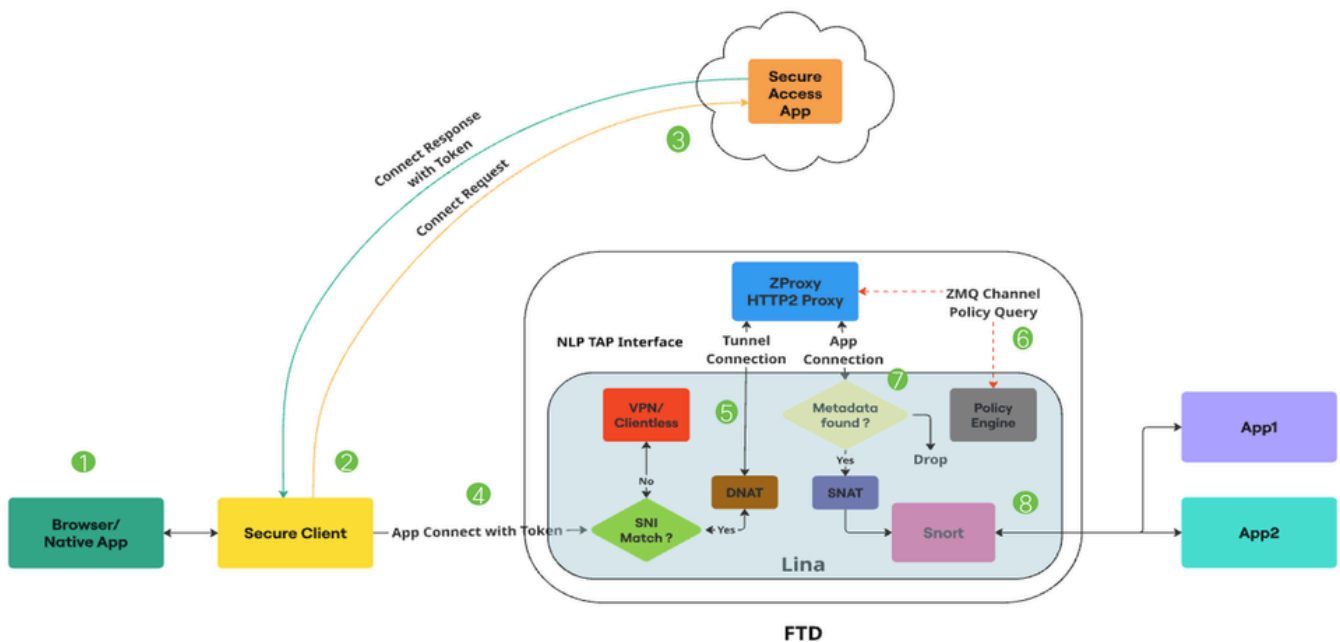 Secure
Access
App
3
Connect Response
with Token
Connect Request
ZProxy
HTTP2 Proxy
ZMQ Channel
Policy Query
6
NLP TAP Interface
Tunnel
Connection
App
Connection
7
VPN/
Clientless
5
Metadata
found ?
Policy
Engine
Drop
No
Yes
DNAT
SNAT
1
2
4
8
Browser/
Native App
Secure Client
App Connect with Token
SNI
Match ?
Yes
Snort
Lina
App1
App2
FTD